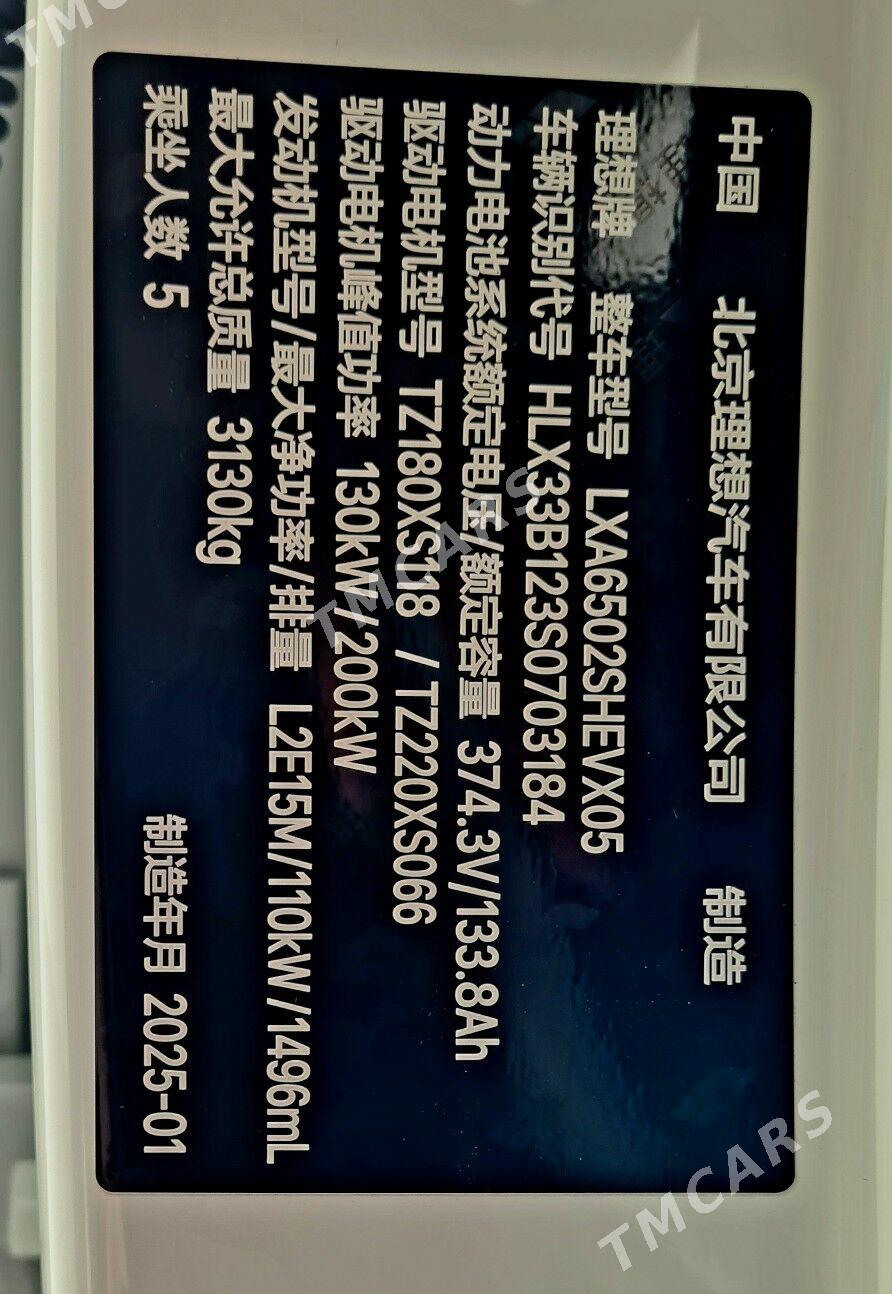 中国 北京理想汽车有限公司 制造
理想牌 整车型号 LXA6502SHEVX05
车辆识别代号 HLX33B123S0703184
动力电池系统额定电压/额定容量 374.3V/133.8Ah
驱动电机型号 TZ180XS118 / TZ220XS066
驱动电机峰值功率 130kW/200kW
发动机型号/最大净功率/排量 L2E15M/110kW/1496mL
最大允许总质量 3130kg
乘坐人数 5 制造年月 2025-01
TMCARS
TMCARS